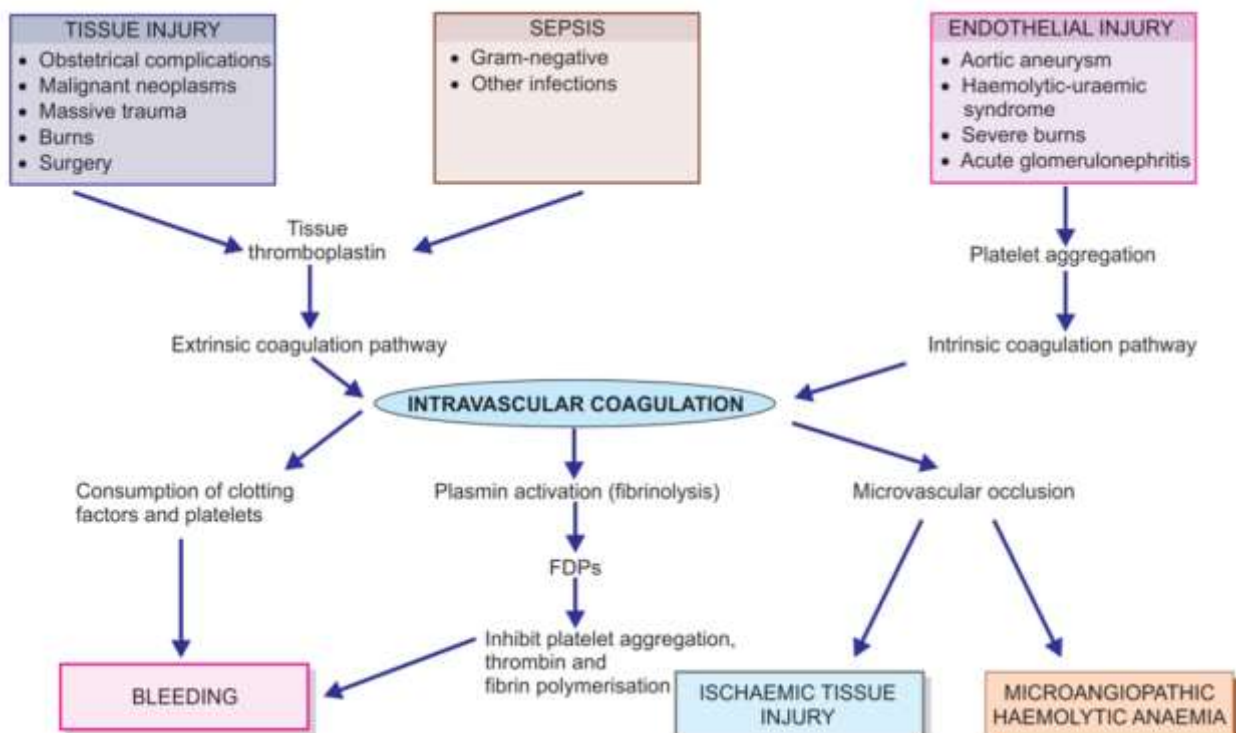 TISSUE INJURY
• Obstetrical complications
• Malignant neoplasms
• Massive trauma
• Burns
• Surgery
SEPSIS
• Gram-negative
• Other infections
ENDOTHELIAL INJURY
• Aortic aneurysm
• Haemolytic-uraemic
syndrome
• Severe burns
• Acute glomerulonephritis
Tissue
thromboplastin
Platelet aggregation
Extrinsic coagulation pathway
Intrinsic coagulation pathway
INTRAVASCULAR COAGULATION
Consumption of clotting
factors and platelets
Plasmin activation (fibrinolysis)
Microvascular occlusion
FDPs
Inhibit platelet aggregation,
thrombin and
fibrin polymerisation
BLEEDING
ISCHAEMIC TISSUE
INJURY
MICROANGIOPATHIC
HAEMOLYTIC ANAEMIA